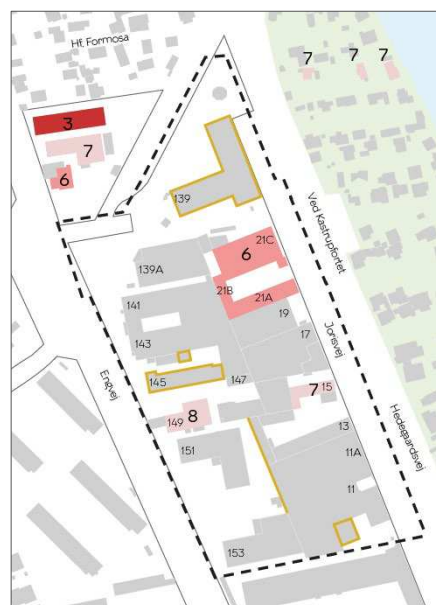 Hf. Formosa
7
7
7
3
7
6
139
Ved Kastrupfortet
21C
6
139A
21B
21A
141
19
Jorisvej
17
143
145
147
7
15
Engvej
8
149
13
Hedegaardsvej
151
11A
11
153